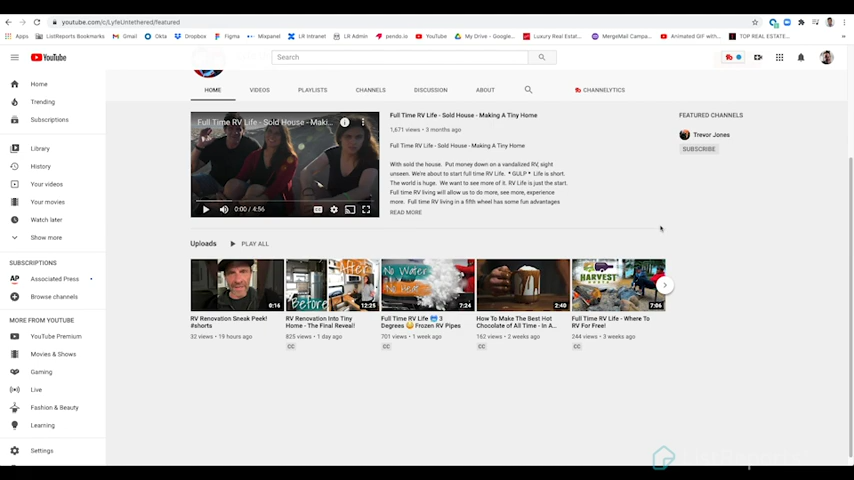 youtube.com/c/LyfeUntethered/featured
Apps
ListReports Bookmarks
Gmail
Okta
Dropbox
Figma
Mixpanel
LR Intranet
LR Admin
pendo.io
YouTube
My Drive - Google...
Luxury Real Estat...
MergeMail Campa...
Animated GIF with...
TOP REAL ESTATE...
YouTube
Search
HOME
VIDEOS
PLAYLISTS
CHANNELS
DISCUSSION
ABOUT
CHANNELYTICS
Home
Trending
Subscriptions
Library
History
Your videos
Your movies
Watch later
Show more
SUBSCRIPTIONS
AP
Associated Press
Browse channels
MORE FROM YOUTUBE
YouTube Premium
Movies & Shows
Gaming
Live
Fashion & Beauty
Learning
Settings
Full Time RV Life - Sold House - Maki...
0:00 / 4:56
Full Time RV Life - Sold House - Making A Tiny Home
1,671 views • 3 months ago
Full Time RV Life - Sold House - Making A Tiny Home
With sold the house. Put money down on a vandalized RV, sight
unseen. We're about to start full time RV Life. *GULP* Life is short.
The world is huge. We want to see more of it. RV Life is just the start.
Full time RV living will allow us to do more, see more, experience
more. Full time RV living in a fifth wheel has some fun advantages
READ MORE
FEATURED CHANNELS
Trevor Jones
SUBSCRIBE
Uploads
PLAY ALL
0:16
After
Before
12:25
No Water
No Heat
7:24
2:40
HARVEST
7:06
RV Renovation Sneak Peek!
#shorts
32 views • 19 hours ago
RV Renovation Into Tiny
Home - The Final Reveal!
825 views • 1 day ago
CC
Full Time RV Life 🥶 3
Degrees 😳 Frozen RV Pipes
701 views • 1 week ago
CC
How To Make The Best Hot
Chocolate of All Time - In A...
162 views • 2 weeks ago
CC
Full Time RV Life - Where To
RV For Free!
244 views • 3 weeks ago
CC
ListReports